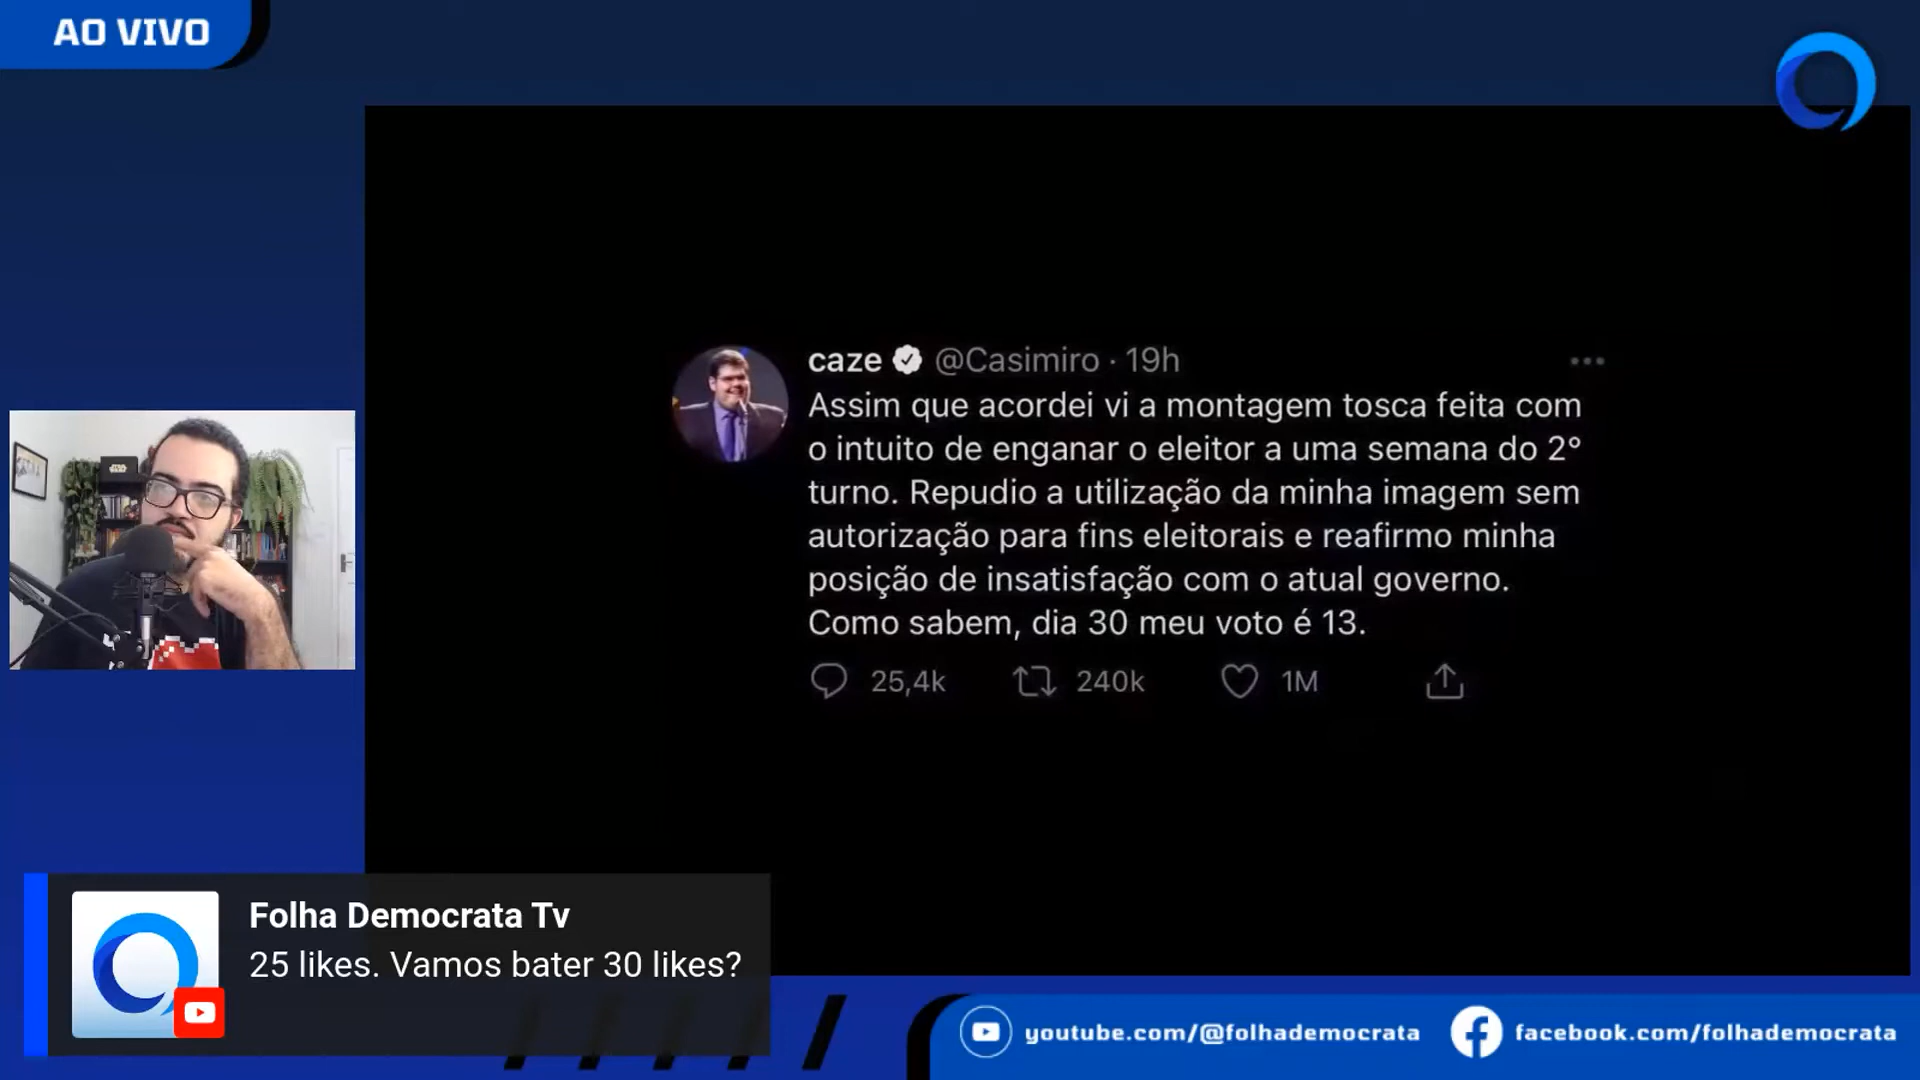 AO VIVO
caze @Casimiro · 19h
Assim que acordei vi a montagem tosca feita com
o intuito de enganar o eleitor a uma semana do 2°
turno. Repudio a utilização da minha imagem sem
autorização para fins eleitorais e reafirmo minha
posição de insatisfação com o atual governo.
Como sabem, dia 30 meu voto é 13.
25,4k 240k 1M
STAR WARS
Folha Democrata Tv
25 likes. Vamos bater 30 likes?
youtube.com/@folhademocrata facebook.com/folhademocrata